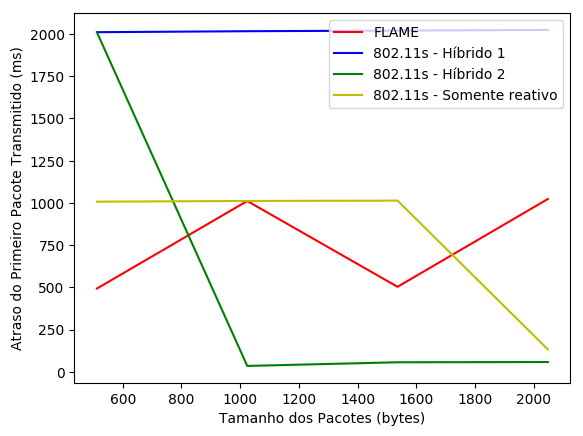 FLAME
802.11s - Híbrido 1
802.11s - Híbrido 2
802.11s - Somente reativo
Atraso do Primeiro Pacote Transmitido (ms)
2000
1750
1500
1250
1000
750
500
250
0
600 800 1000 1200 1400 1600 1800 2000
Tamanho dos Pacotes (bytes)